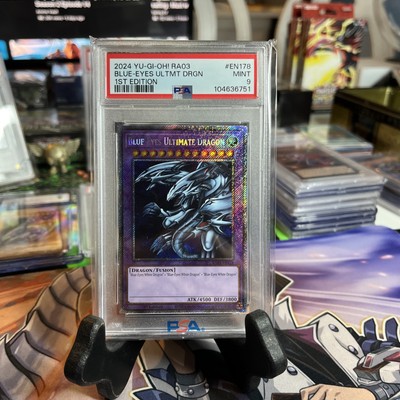 2024 YU-GI-OH! RA03 #EN178
BLUE-EYES ULTMT DRGN MINT
1ST EDITION 9
PSA 104636751
BLUE-EYES ULTIMATE DRAGON
[Dragon/Fusion]
"Blue-Eyes White Dragon" + "Blue-Eyes White Dragon" + "Blue-Eyes White Dragon"
ATK/4500 DEF/3800
PSA